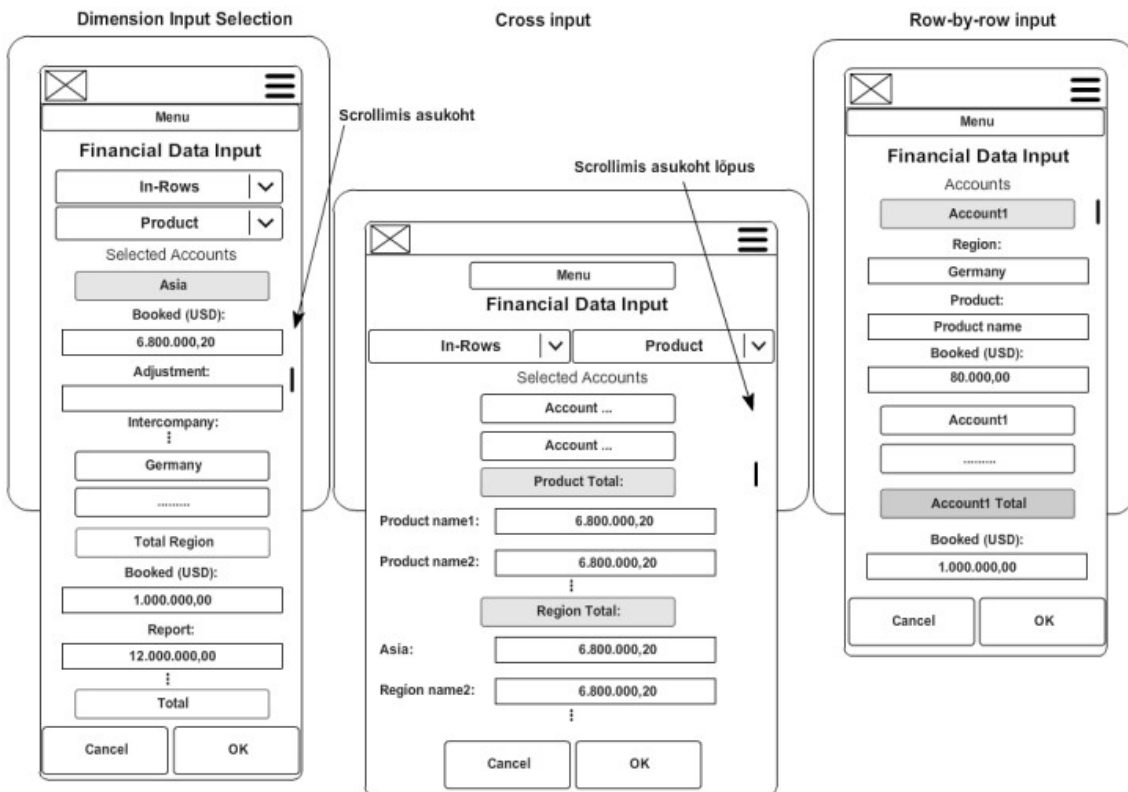 Dimension Input Selection
Menu
Financial Data Input
In-Rows
Product
Selected Accounts
Asia
Booked (USD):
6.800.000,20
Adjustment:
Intercompany:
Germany
.........
Total Region
Booked (USD):
1.000.000,00
Report:
12.000.000,00
Total
Cancel OK
Scrollimis asukoht
Cross input
Scrollimis asukoht lõpus
Menu
Financial Data Input
In-Rows Product
Selected Accounts
Account ...
Account ...
Product Total:
Product name1: 6.800.000,20
Product name2: 6.800.000,20
Region Total:
Asia: 6.800.000,20
Region name2: 6.800.000,20
Cancel OK
Row-by-row input
Menu
Financial Data Input
Accounts
Account1
Region:
Germany
Product:
Product name
Booked (USD):
80.000,00
Account1
.........
Account1 Total
Booked (USD):
1.000.000,00
Cancel OK